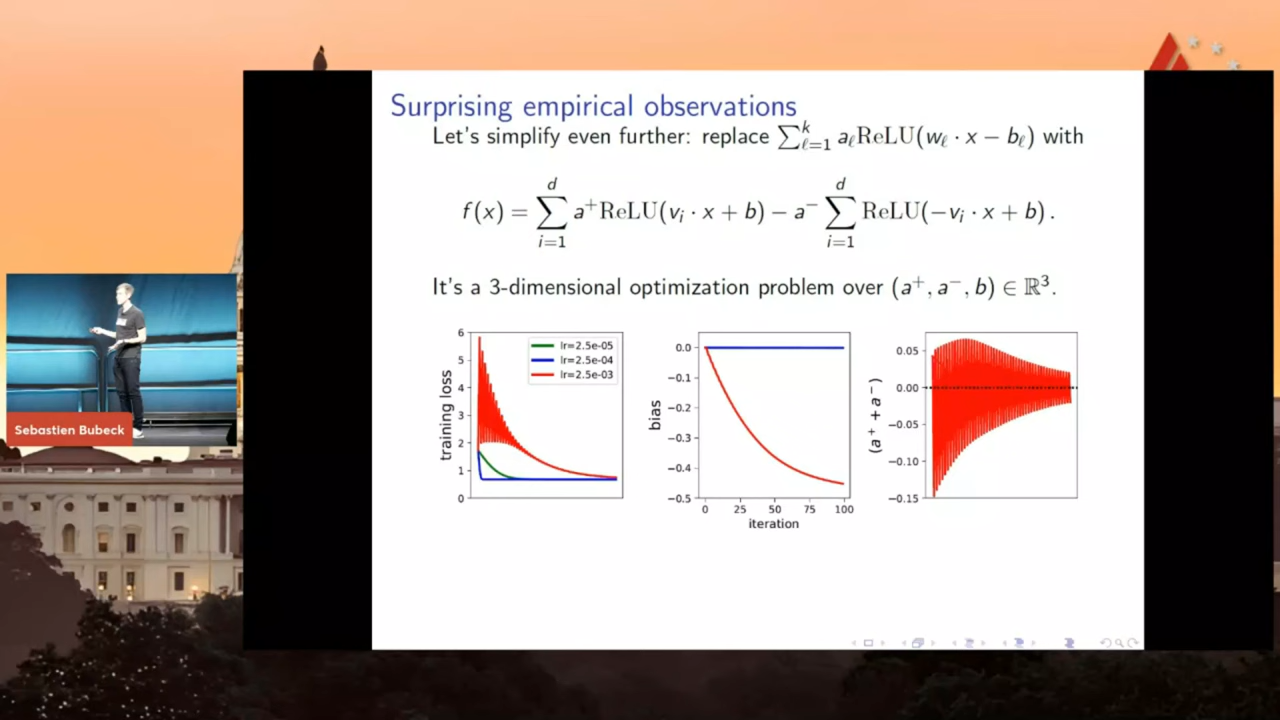 Surprising empirical observations
Let's simplify even further: replace ∑_{ℓ=1}^{k} a_ℓ ReLU(w_ℓ · x − b_ℓ) with
f(x) = ∑_{i=1}^{d} a⁺ReLU(v_i · x + b) − a⁻ ∑_{i=1}^{d} ReLU(−v_i · x + b).
It's a 3-dimensional optimization problem over (a⁺, a⁻, b) ∈ ℝ³.
training loss
6
5
4
3
2
1
0
lr=2.5e-05
lr=2.5e-04
lr=2.5e-03
bias
0.0
−0.1
−0.2
−0.3
−0.4
−0.5
0 25 50 75 100
iteration
(a⁺ + a⁻)
0.05
0.00
−0.05
−0.10
−0.15
Sebastien Bubeck